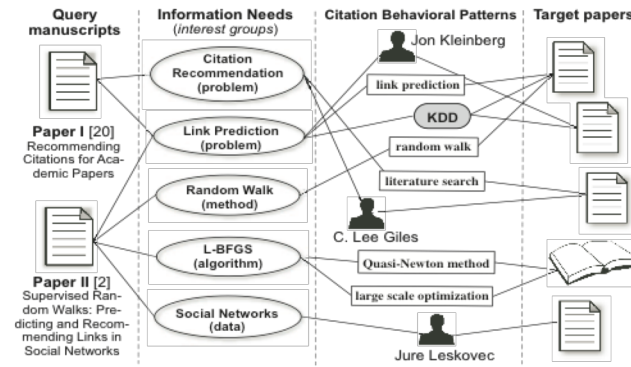 Query manuscripts
Information Needs
(interest groups)
Citation Behavioral Patterns
Target papers
Paper I [20]
Recommending
Citations for Aca-
demic Papers
Paper II [2]
Supervised Ran-
dom Walks: Pre-
dicting and Recom-
mending Links in
Social Networks
Citation
Recommendation
(problem)
Link Prediction
(problem)
Random Walk
(method)
L-BFGS
(algorithm)
Social Networks
(data)
Jon Kleinberg
link prediction
KDD
random walk
literature search
C. Lee Giles
Quasi-Newton method
large scale optimization
Jure Leskovec